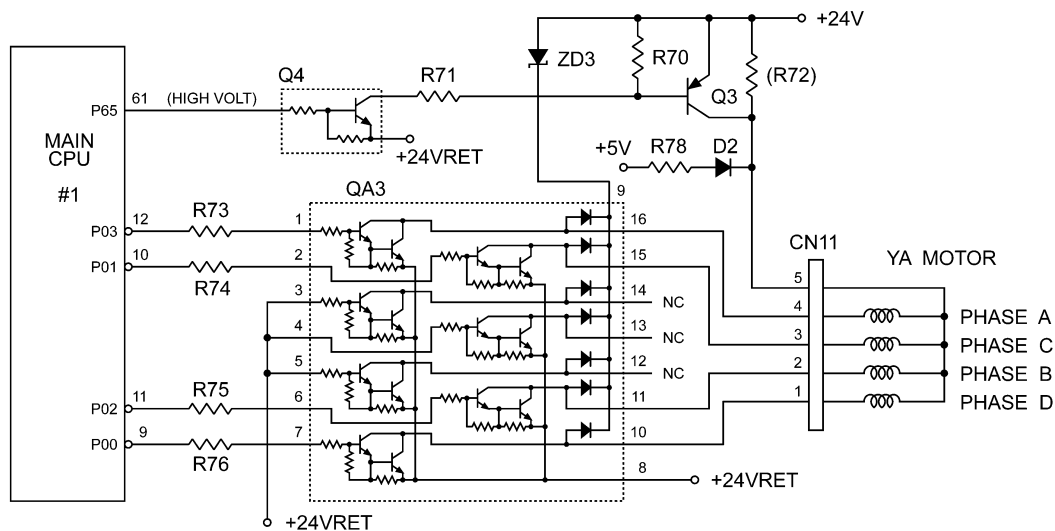 +24V
ZD3
R70
(R72)
Q4
R71
Q3
P65
61
(HIGH VOLT)
MAIN
CPU
#1
+24VRET
+5V
R78
D2
QA3
9
R73
P03
12
1
16
P01
10
2
15
R74
CN11
YA MOTOR
3
14
NC
5
4
PHASE A
4
13
NC
3
PHASE C
5
12
NC
2
PHASE B
R75
P02
11
6
11
1
PHASE D
P00
9
7
10
R76
8
+24VRET
+24VRET